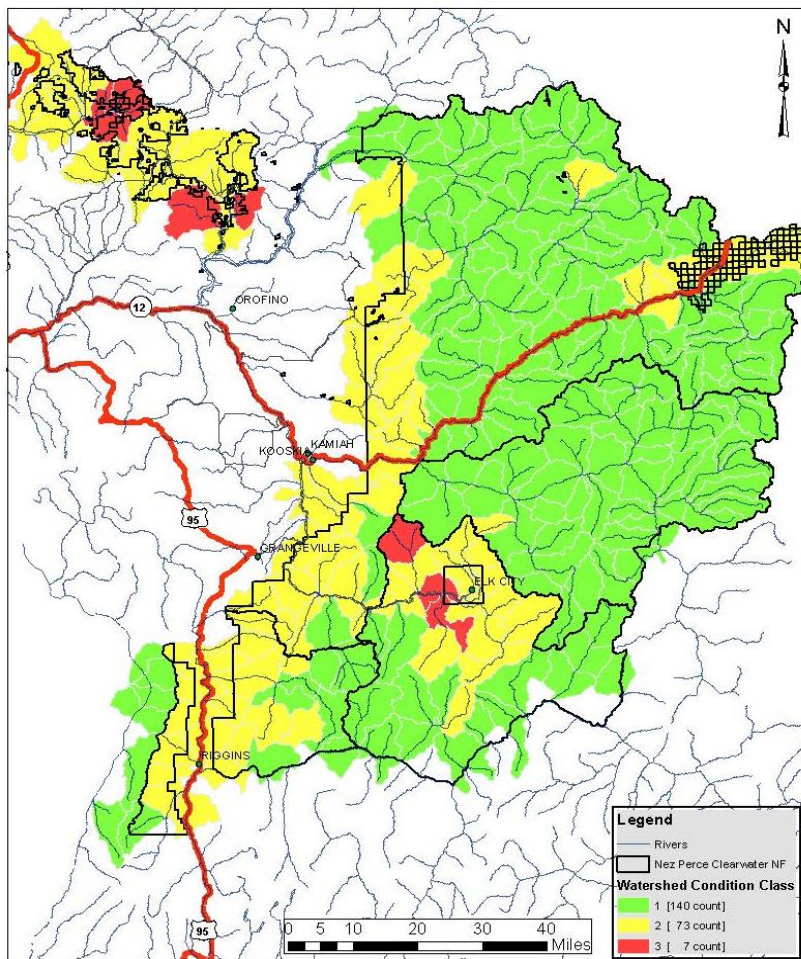 N
OROFINO
12
KAMIAH
KOOSKI
95
GRANGEVILLE
ELK CITY
RIGGINS
95
0 5 10 20 30 40
Miles
Legend
Rivers
Nez Perce Clearwater NF
Watershed Condition Class
1 [140 count]
2 [ 73 count]
3 [ 7 count]